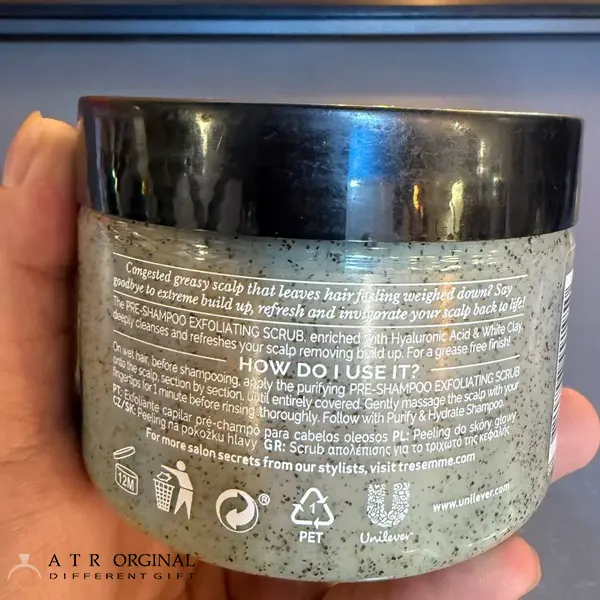 Congested greasy scalp that leaves hair feeling weighed down? Say
goodbye to extreme build up, refresh and invigorate your scalp back to life!
The PRE-SHAMPOO EXFOLIATING SCRUB, enriched with Hyaluronic Acid & White Clay,
deeply cleanses and refreshes your scalp removing build up. For a grease free finish!
HOW DO I USE IT?
On wet hair, before shampooing, apply the purifying PRE-SHAMPOO EXFOLIATING SCRUB
onto the scalp, section by section, until entirely covered. Gently massage the scalp with your
fingertips for 1 minute before rinsing thoroughly. Follow with Purify & Hydrate Shampoo.
PT: Exfoliante capilar pré-champô para cabelos oleosos PL: Peeling do skóry głowy
CZ/SK: Peeling na pokožku hlavy GR: Scrub απολέπισης για το τριχωτό της κεφαλής
For more salon secrets from our stylists, visit tresemme.com
12M
®
1
PET
Unilever
www.unilever.com
A T R ORGINAL
DIFFERENT GIFT